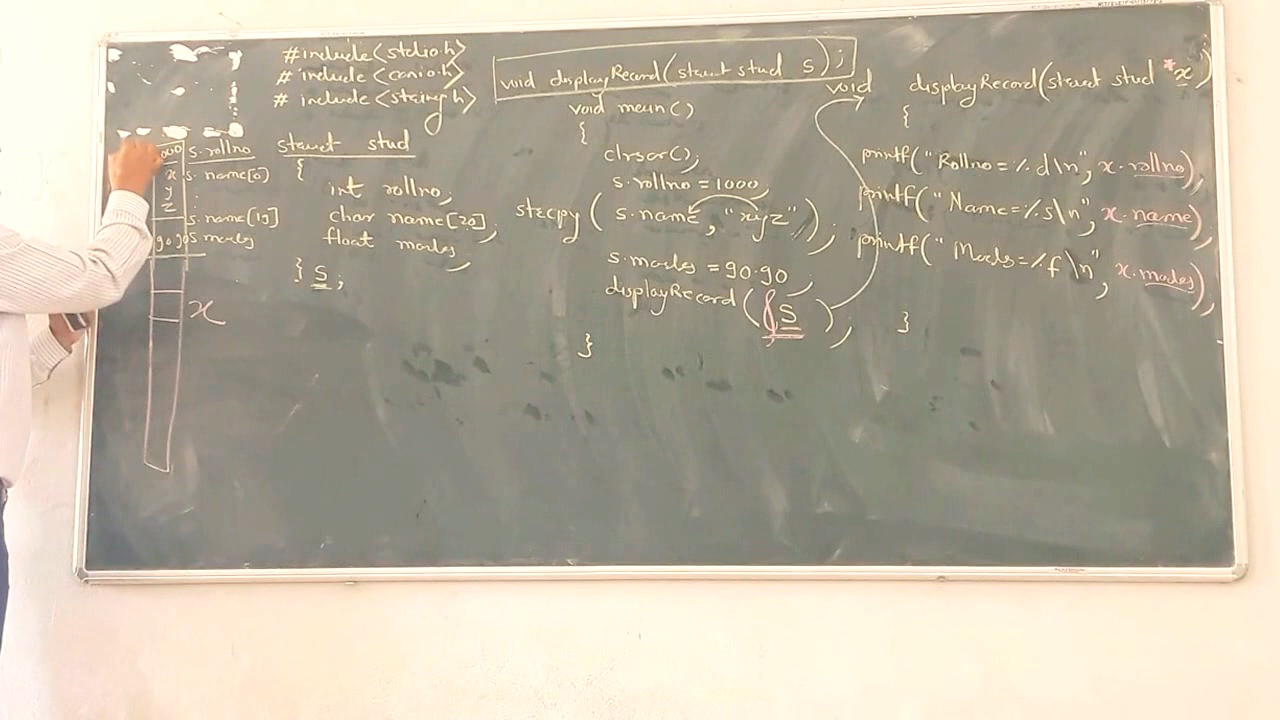 #include<stdio.h>
#include<conio.h>
#include<string.h>
struct stud
{
int rollno;
char name[20];
float marks;
} S;
s.rollno
x s.name[0]
y :
z
s.name[19]
90.90 s marks
x
void displayRecord(struct stud s);
void main()
{
clrscr();
s.rollno = 1000;
strcpy( s.name, "xyz");
s.marks = 90.90;
displayRecord(&S);
}
void displayRecord(struct stud *x)
{
printf("Rollno=%d\n", x.rollno);
printf("Name=%s\n", x.name);
printf("Marks=%f\n", x.marks);
}